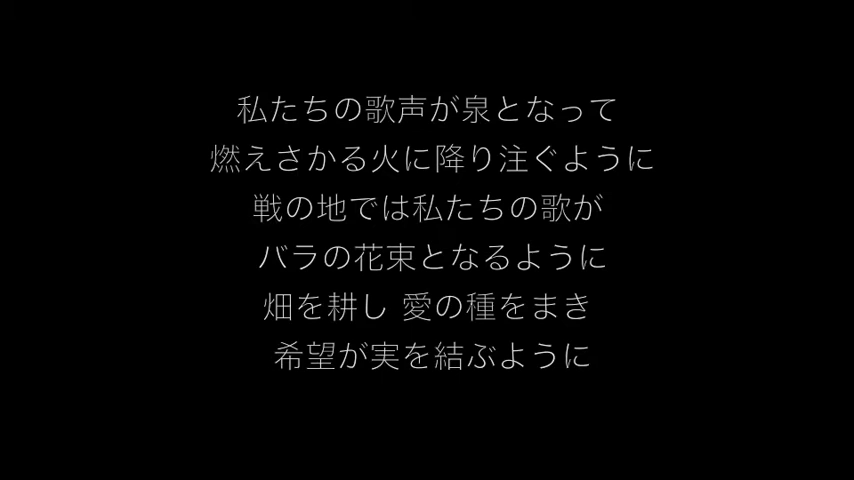 私たちの歌声が泉となって
燃えさかる火に降り注ぐように
戦の地では私たちの歌が
バラの花束となるように
畑を耕し 愛の種をまき
希望が実を結ぶように